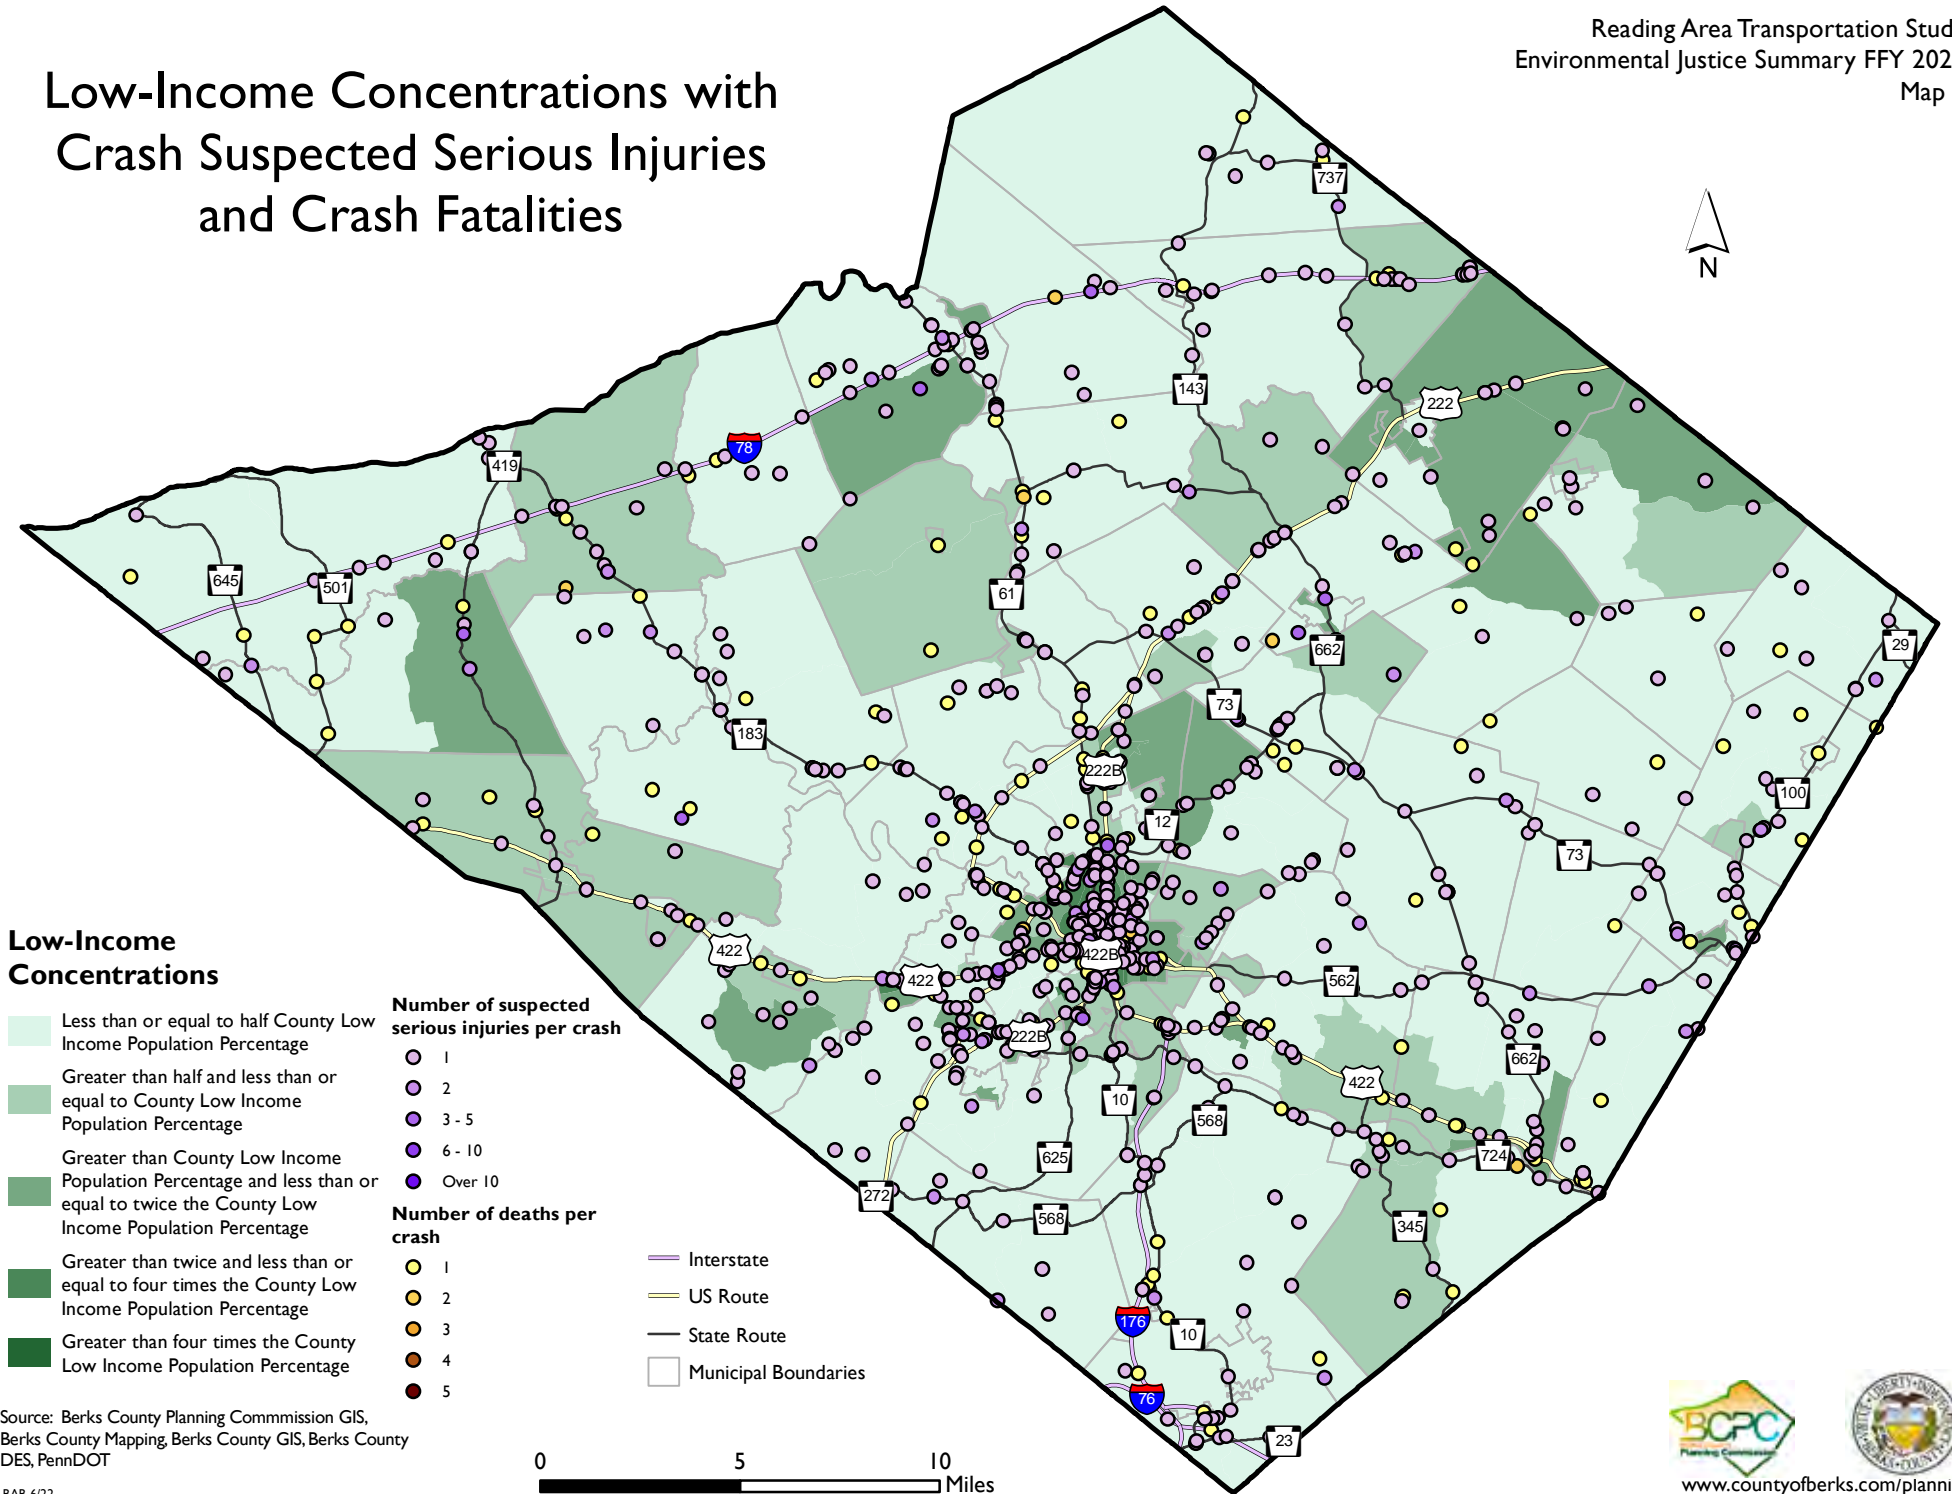 Reading Area Transportation Stud
Environmental Justice Summary FFY 202
Map
Low-Income Concentrations with
Crash Suspected Serious Injuries
and Crash Fatalities
N
737
143
222
78
419
645
501
61
662
29
73
183
222B
12
100
73
422
422
422B
562
222B
662
422
10
568
625
724
272
568
345
176
10
76
23
Low-Income
Concentrations
Less than or equal to half County Low
Income Population Percentage
Greater than half and less than or
equal to County Low Income
Population Percentage
Greater than County Low Income
Population Percentage and less than or
equal to twice the County Low
Income Population Percentage
Greater than twice and less than or
equal to four times the County Low
Income Population Percentage
Greater than four times the County
Low Income Population Percentage
Number of suspected
serious injuries per crash
1
2
3 - 5
6 - 10
Over 10
Number of deaths per
crash
1
2
3
4
5
Interstate
US Route
State Route
Municipal Boundaries
Source: Berks County Planning Commmission GIS,
Berks County Mapping, Berks County GIS, Berks County
DES, PennDOT
BAB 6/22
0 5 10
Miles
BCPC
Planning Commission
www.countyofberks.com/planni